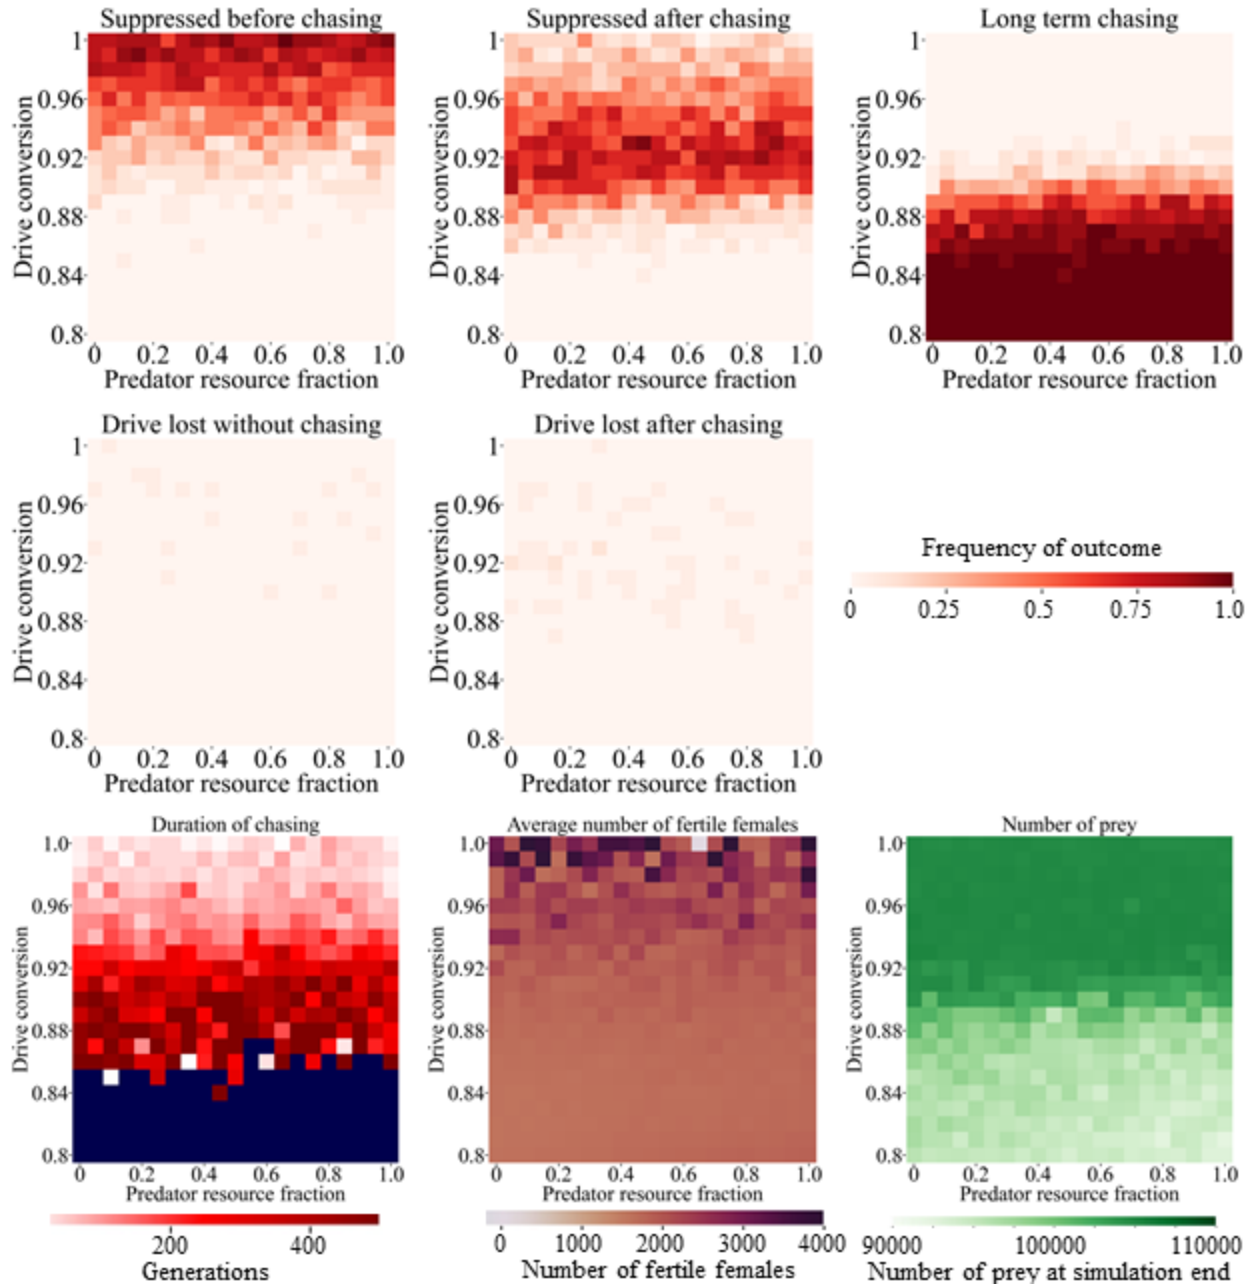 Suppressed before chasing
Suppressed after chasing
Long term chasing
Drive conversion
1
0.96
0.92
0.88
0.84
0.8
0 0.2 0.4 0.6 0.8 1.0
Predator resource fraction
Drive conversion
1
0.96
0.92
0.88
0.84
0.8
0 0.2 0.4 0.6 0.8 1.0
Predator resource fraction
Drive conversion
1
0.96
0.92
0.88
0.84
0.8
0 0.2 0.4 0.6 0.8 1.0
Predator resource fraction
Drive lost without chasing
Drive conversion
1
0.96
0.92
0.88
0.84
0.8
0 0.2 0.4 0.6 0.8 1.0
Predator resource fraction
Drive lost after chasing
Drive conversion
1
0.96
0.92
0.88
0.84
0.8
0 0.2 0.4 0.6 0.8 1.0
Predator resource fraction
Frequency of outcome
0 0.25 0.5 0.75 1.0
Duration of chasing
Drive conversion
1.0
0.96
0.92
0.88
0.84
0.8
0 0.2 0.4 0.6 0.8 1.0
Predator resource fraction
200 400
Generations
Average number of fertile females
Drive conversion
1.0
0.96
0.92
0.88
0.84
0.8
0 0.2 0.4 0.6 0.8 1.0
Predator resource fraction
0 1000 2000 3000 4000
Number of fertile females
Number of prey
Drive conversion
1.0
0.96
0.92
0.88
0.84
0.8
0 0.2 0.4 0.6 0.8 1.0
Predator resource fraction
90000 100000 110000
Number of prey at simulation end